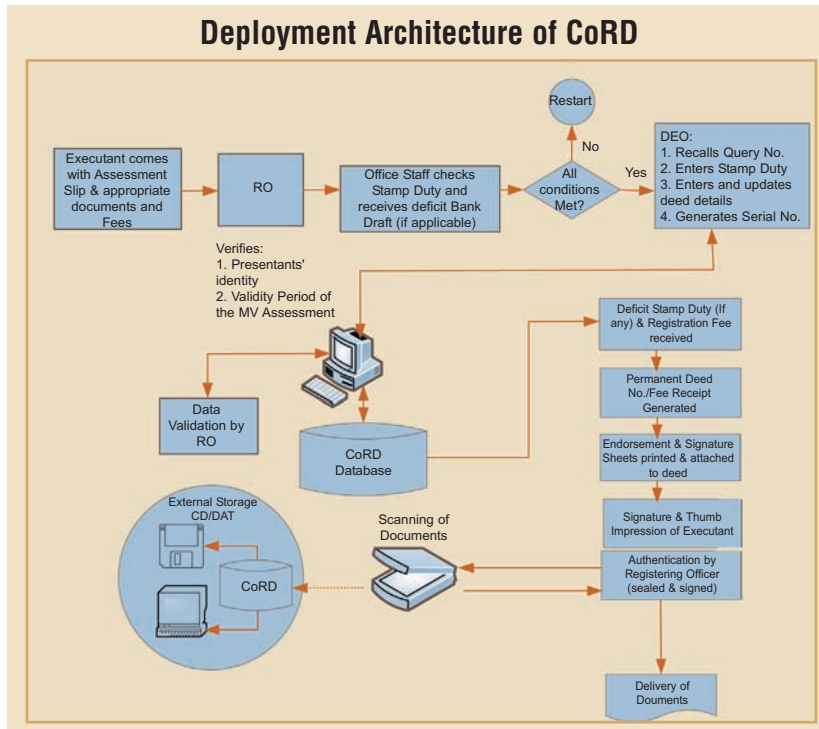 Deployment Architecture of CoRD
Executant comes
with Assessment
Slip & appropriate
documents and
Fees
RO
Office Staff checks
Stamp Duty and
receives deficit Bank
Draft (if applicable)
Restart
No
All
conditions
Met?
Yes
DEO:
1. Recalls Query No.
2. Enters Stamp Duty
3. Enters and updates
deed details
4. Generates Serial No.
Verifies:
1. Presentants'
identity
2. Validity Period of
the MV Assessment
Data
Validation by
RO
CoRD
Database
Deficit Stamp Duty (If
any) & Registration Fee
received
Permanent Deed
No./Fee Receipt
Generated
Endorsement & Signature
Sheets printed & attached
to deed
Signature & Thumb
Impression of Executant
Authentication by
Registering Officer
(sealed & signed)
Scanning of
Documents
External Storage
CD/DAT
CoRD
Delivery of
Douments